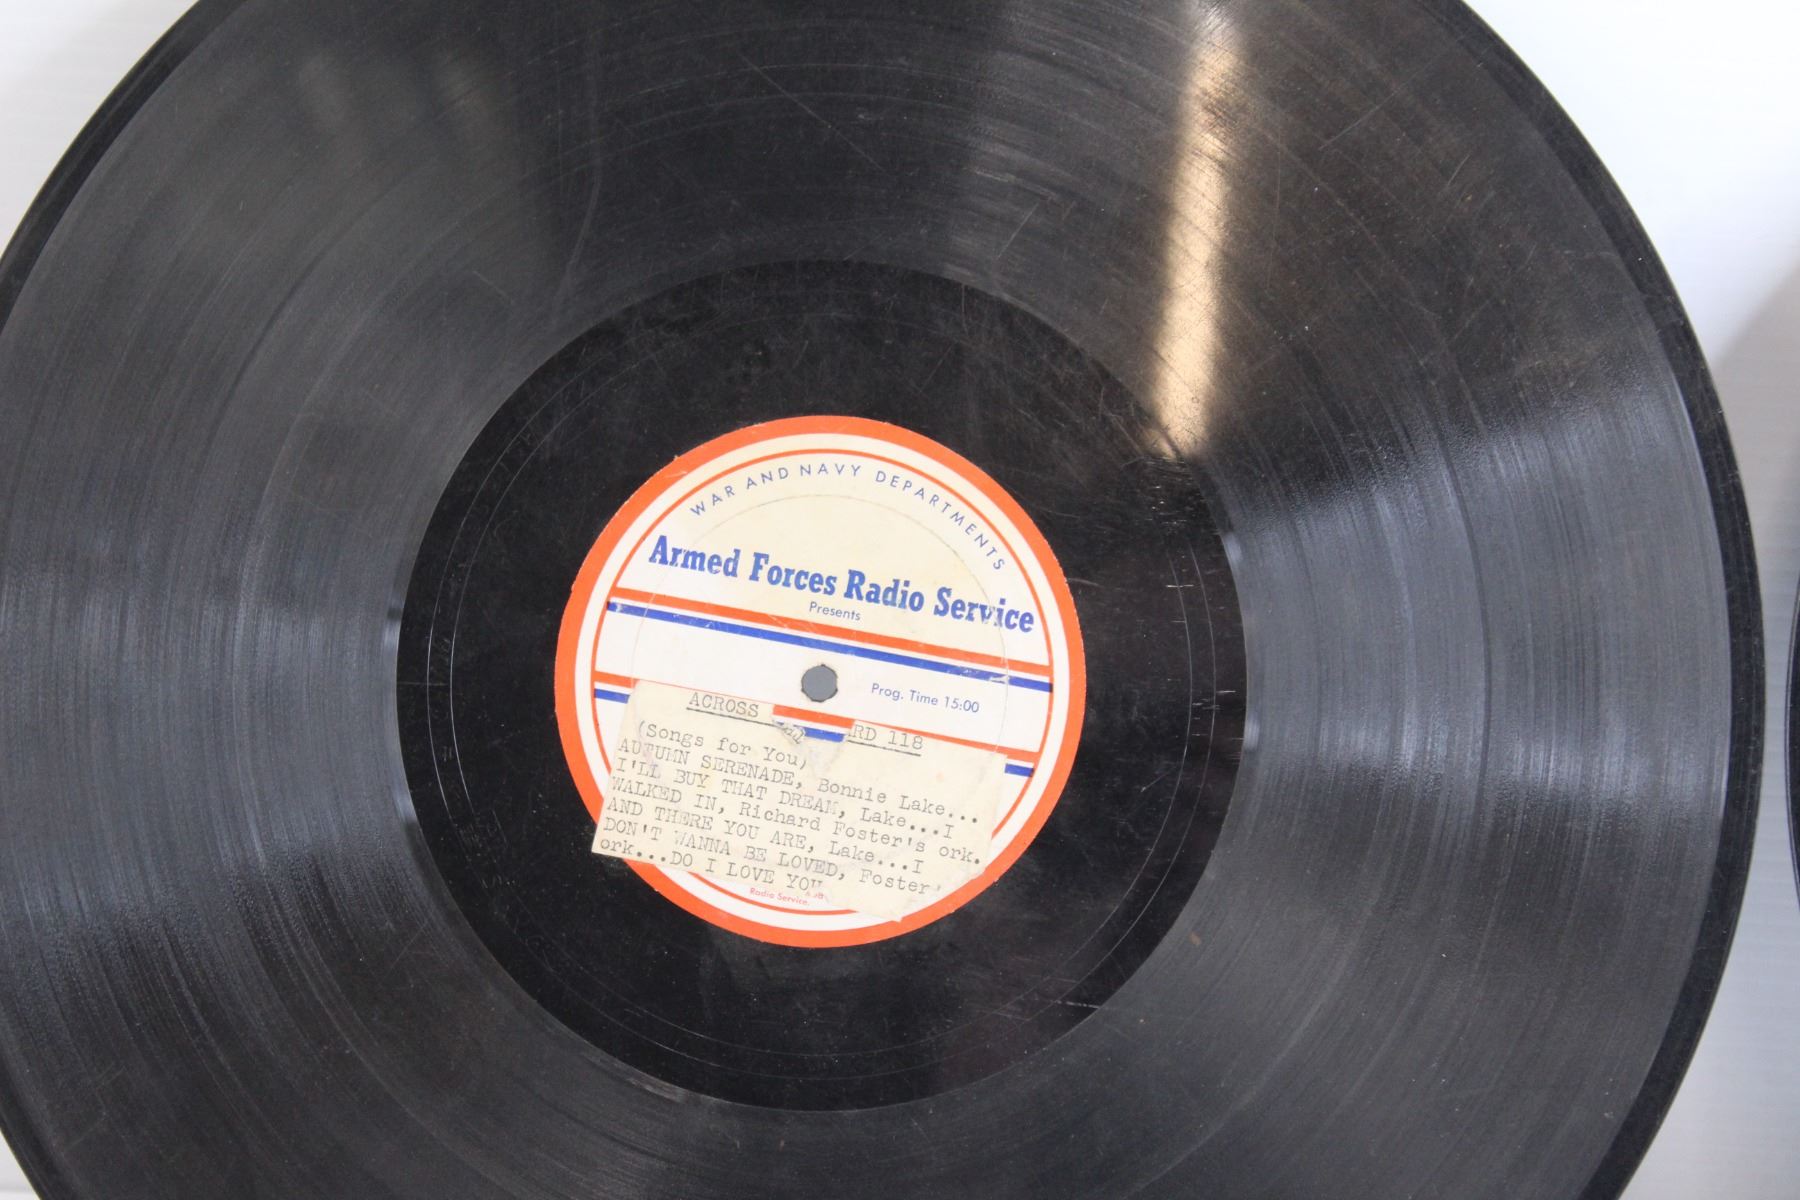 WAR AND NAVY DEPARTMENTS
Armed Forces Radio Service
Presents
Prog. Time 15:00
ACROSS RD 118
(Songs for You)
AUTUMN SERENADE, Bonnie Lake...
I'LL BUY THAT DREAM, Lake...I
WALKED IN, Richard Foster's ork.
AND THERE YOU ARE, Lake...I
DON'T WANNA BE LOVED, Foster'
ork...DO I LOVE YOU
Radio Service.